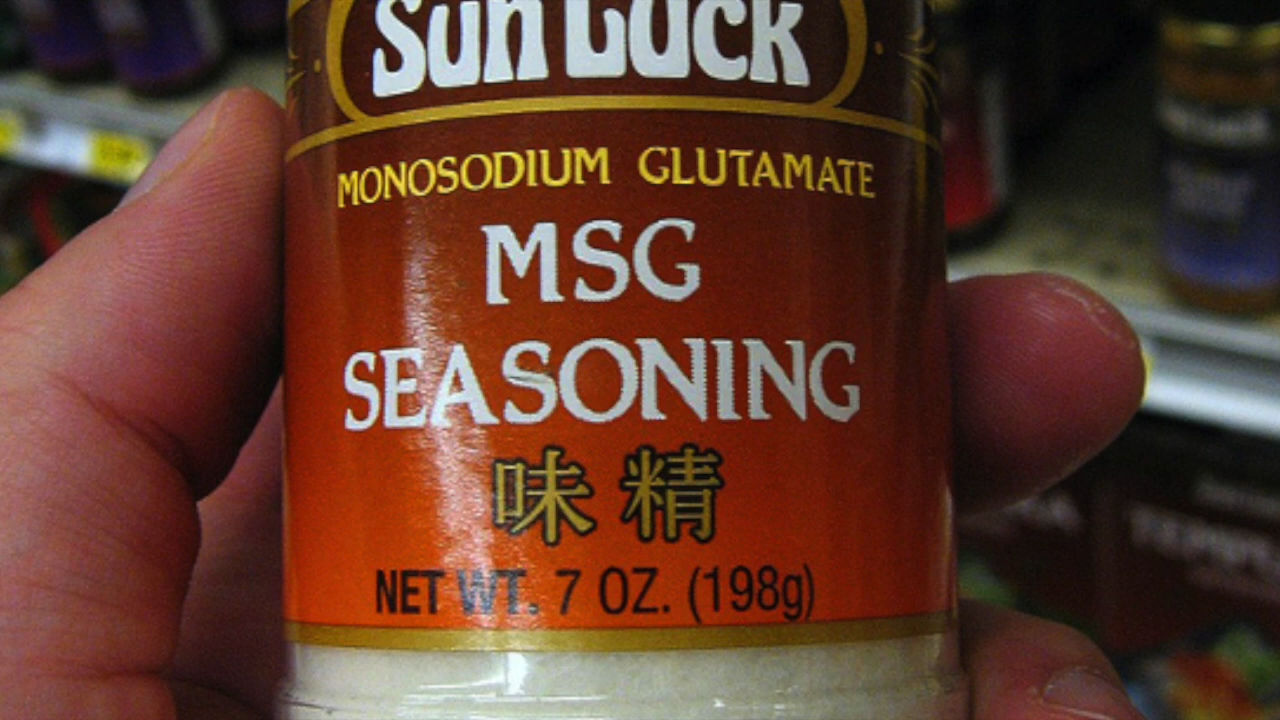 Sun Luck
MONOSODIUM GLUTAMATE
MSG
SEASONING
味精
NET WT. 7 OZ. (198g)